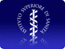 ISTITUTO SUPERIORE DI SANITÀ